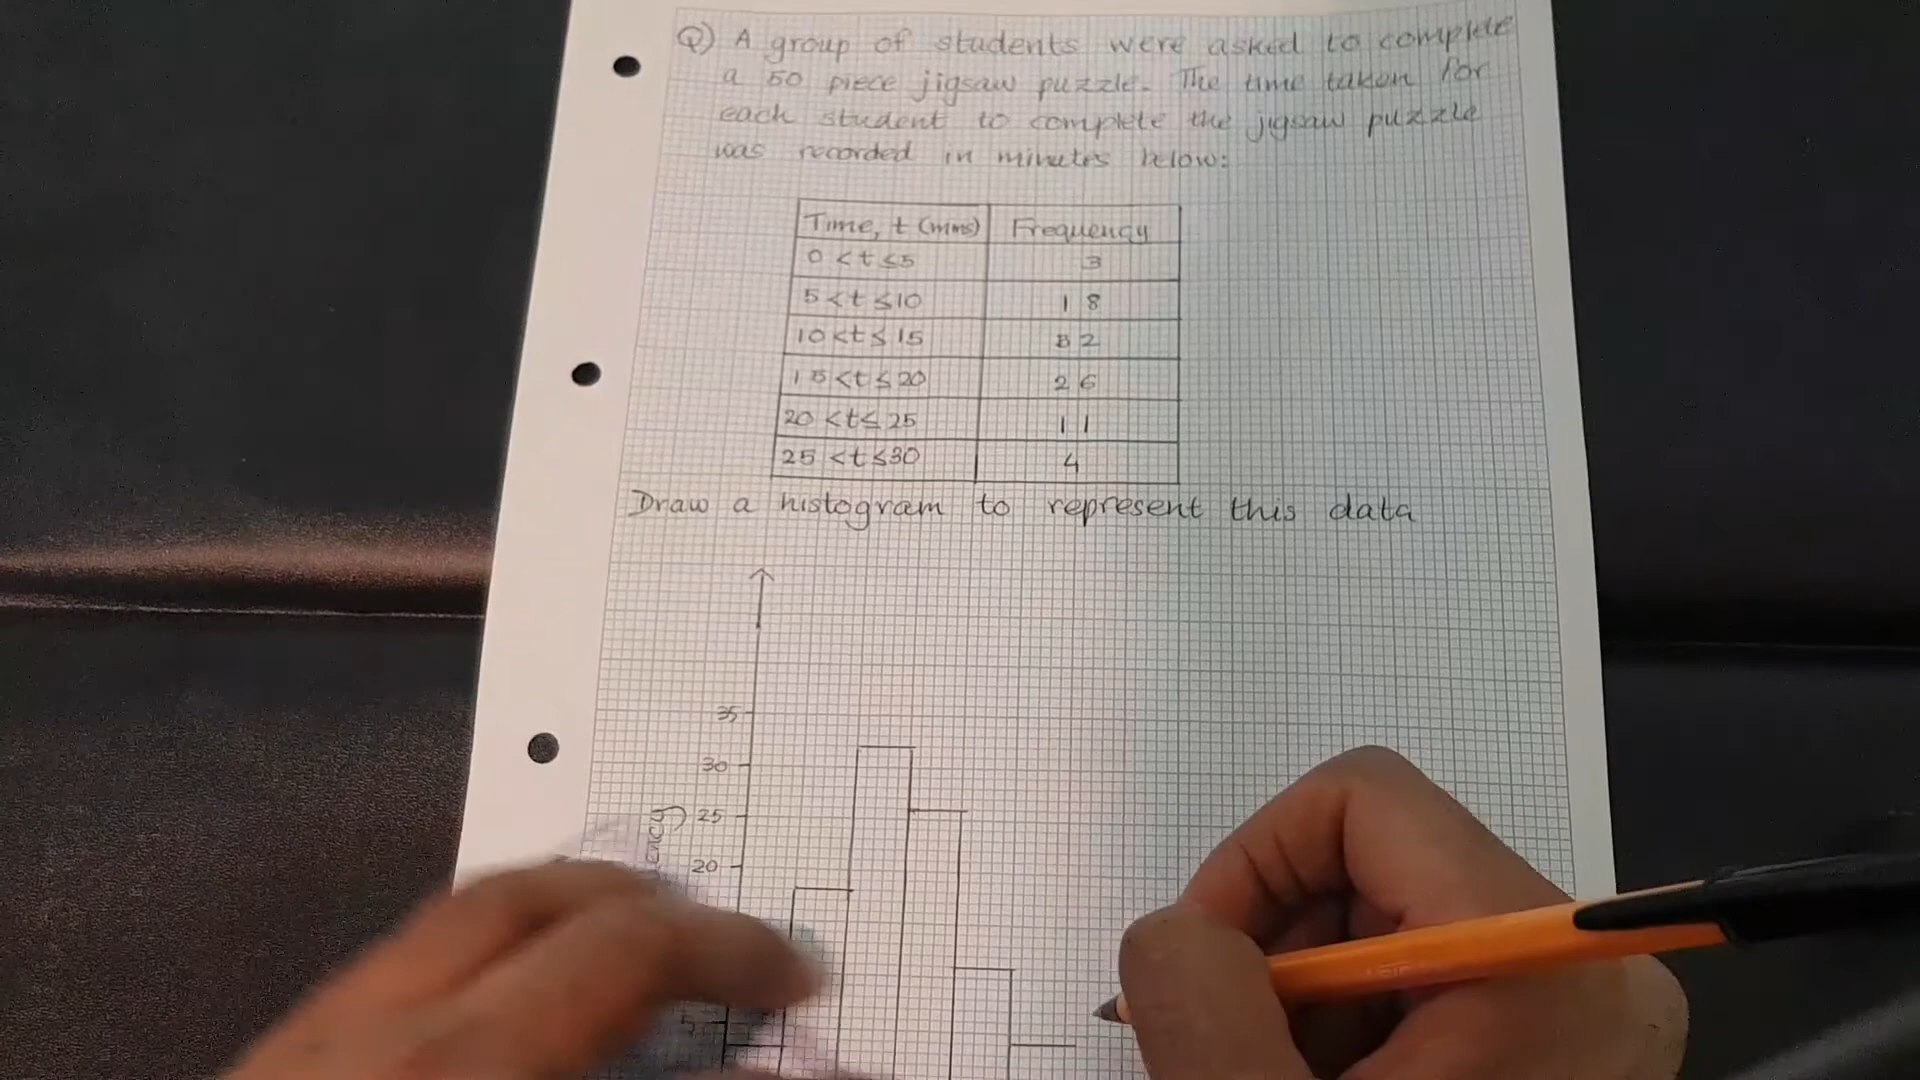 Q) A group of students were asked to complete
a 50 piece jigsaw puzzle. The time taken for
each student to complete the jigsaw puzzle
was recorded in minutes below:
Time, t (mins) Frequency
0 < t ≤ 5 3
5 < t ≤ 10 18
10 < t ≤ 15 32
15 < t ≤ 20 26
20 < t ≤ 25 11
25 < t ≤ 30 4
Draw a histogram to represent this data
35
30
25
20
5